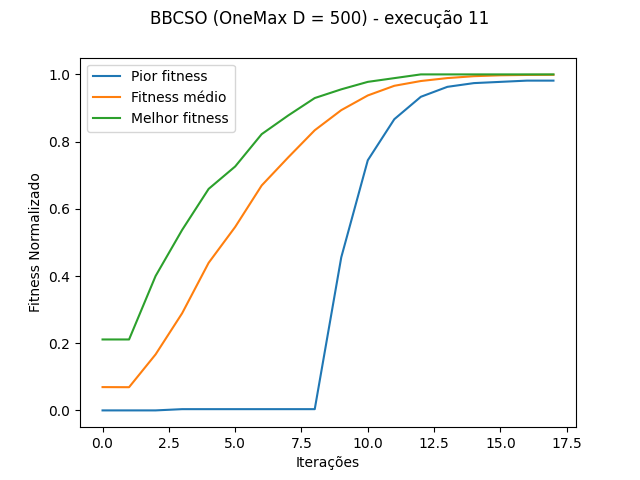 BBCSO (OneMax D = 500) - execução 11
Pior fitness
Fitness médio
Melhor fitness
Fitness Normalizado
1.0
0.8
0.6
0.4
0.2
0.0
0.0 2.5 5.0 7.5 10.0 12.5 15.0 17.5
Iterações